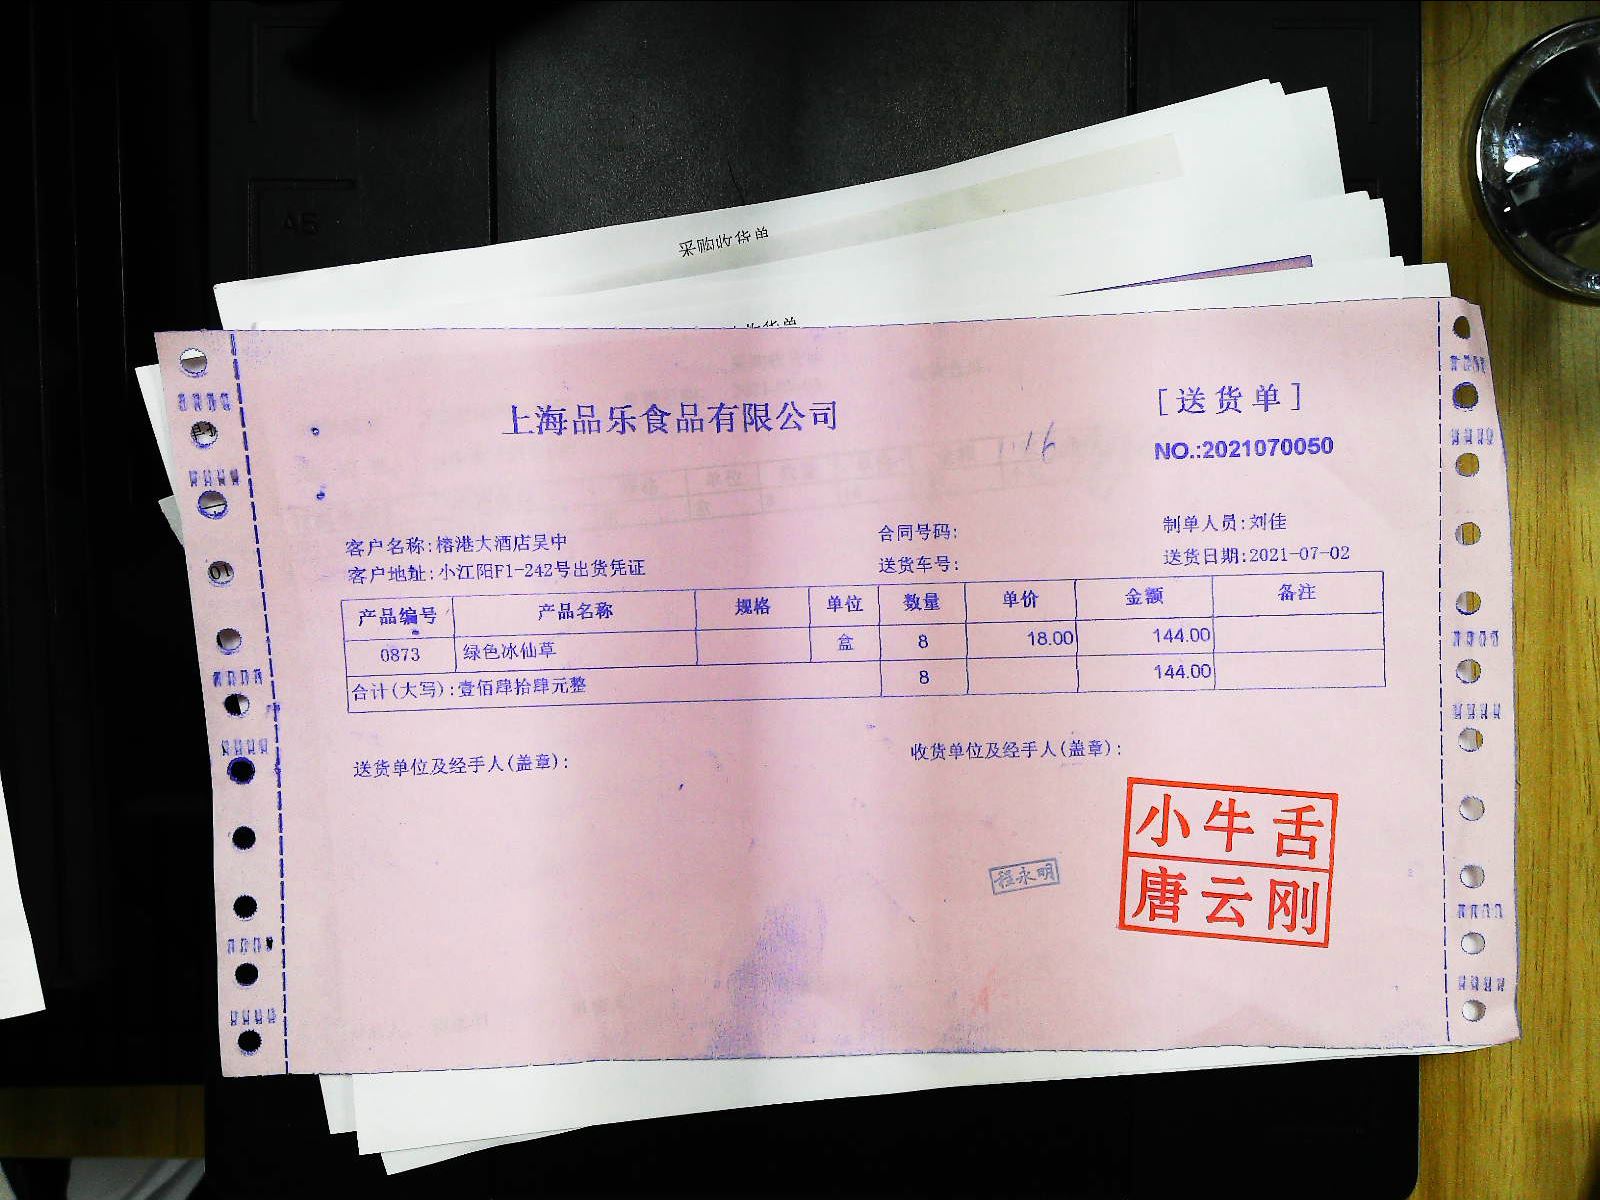 A5
采购收货单
收货单
上海品乐食品有限公司
[送货单]
NO.:2021070050
客户名称:榕港大酒店吴中
合同号码:
制单人员:刘佳
客户地址:小江阳F1-242号出货凭证
送货车号:
送货日期:2021-07-02
产品编号 产品名称 规格 单位 数量 单价 金额 备注
0873 绿色冰仙草 盒 8 18.00 144.00
合计(大写):壹佰肆拾肆元整 8 144.00
送货单位及经手人(盖章):
收货单位及经手人(盖章):
程永明
小牛舌
唐云刚